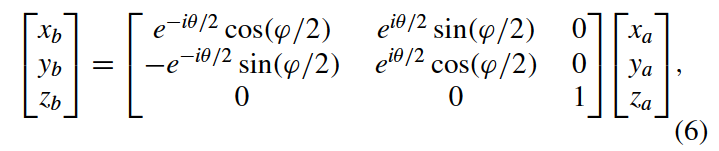 [x_b y_b z_b] = [e^{−iθ/2} cos(φ/2) e^{iθ/2} sin(φ/2) 0; −e^{−iθ/2} sin(φ/2) e^{iθ/2} cos(φ/2) 0; 0 0 1] [x_a y_a z_a],
(6)